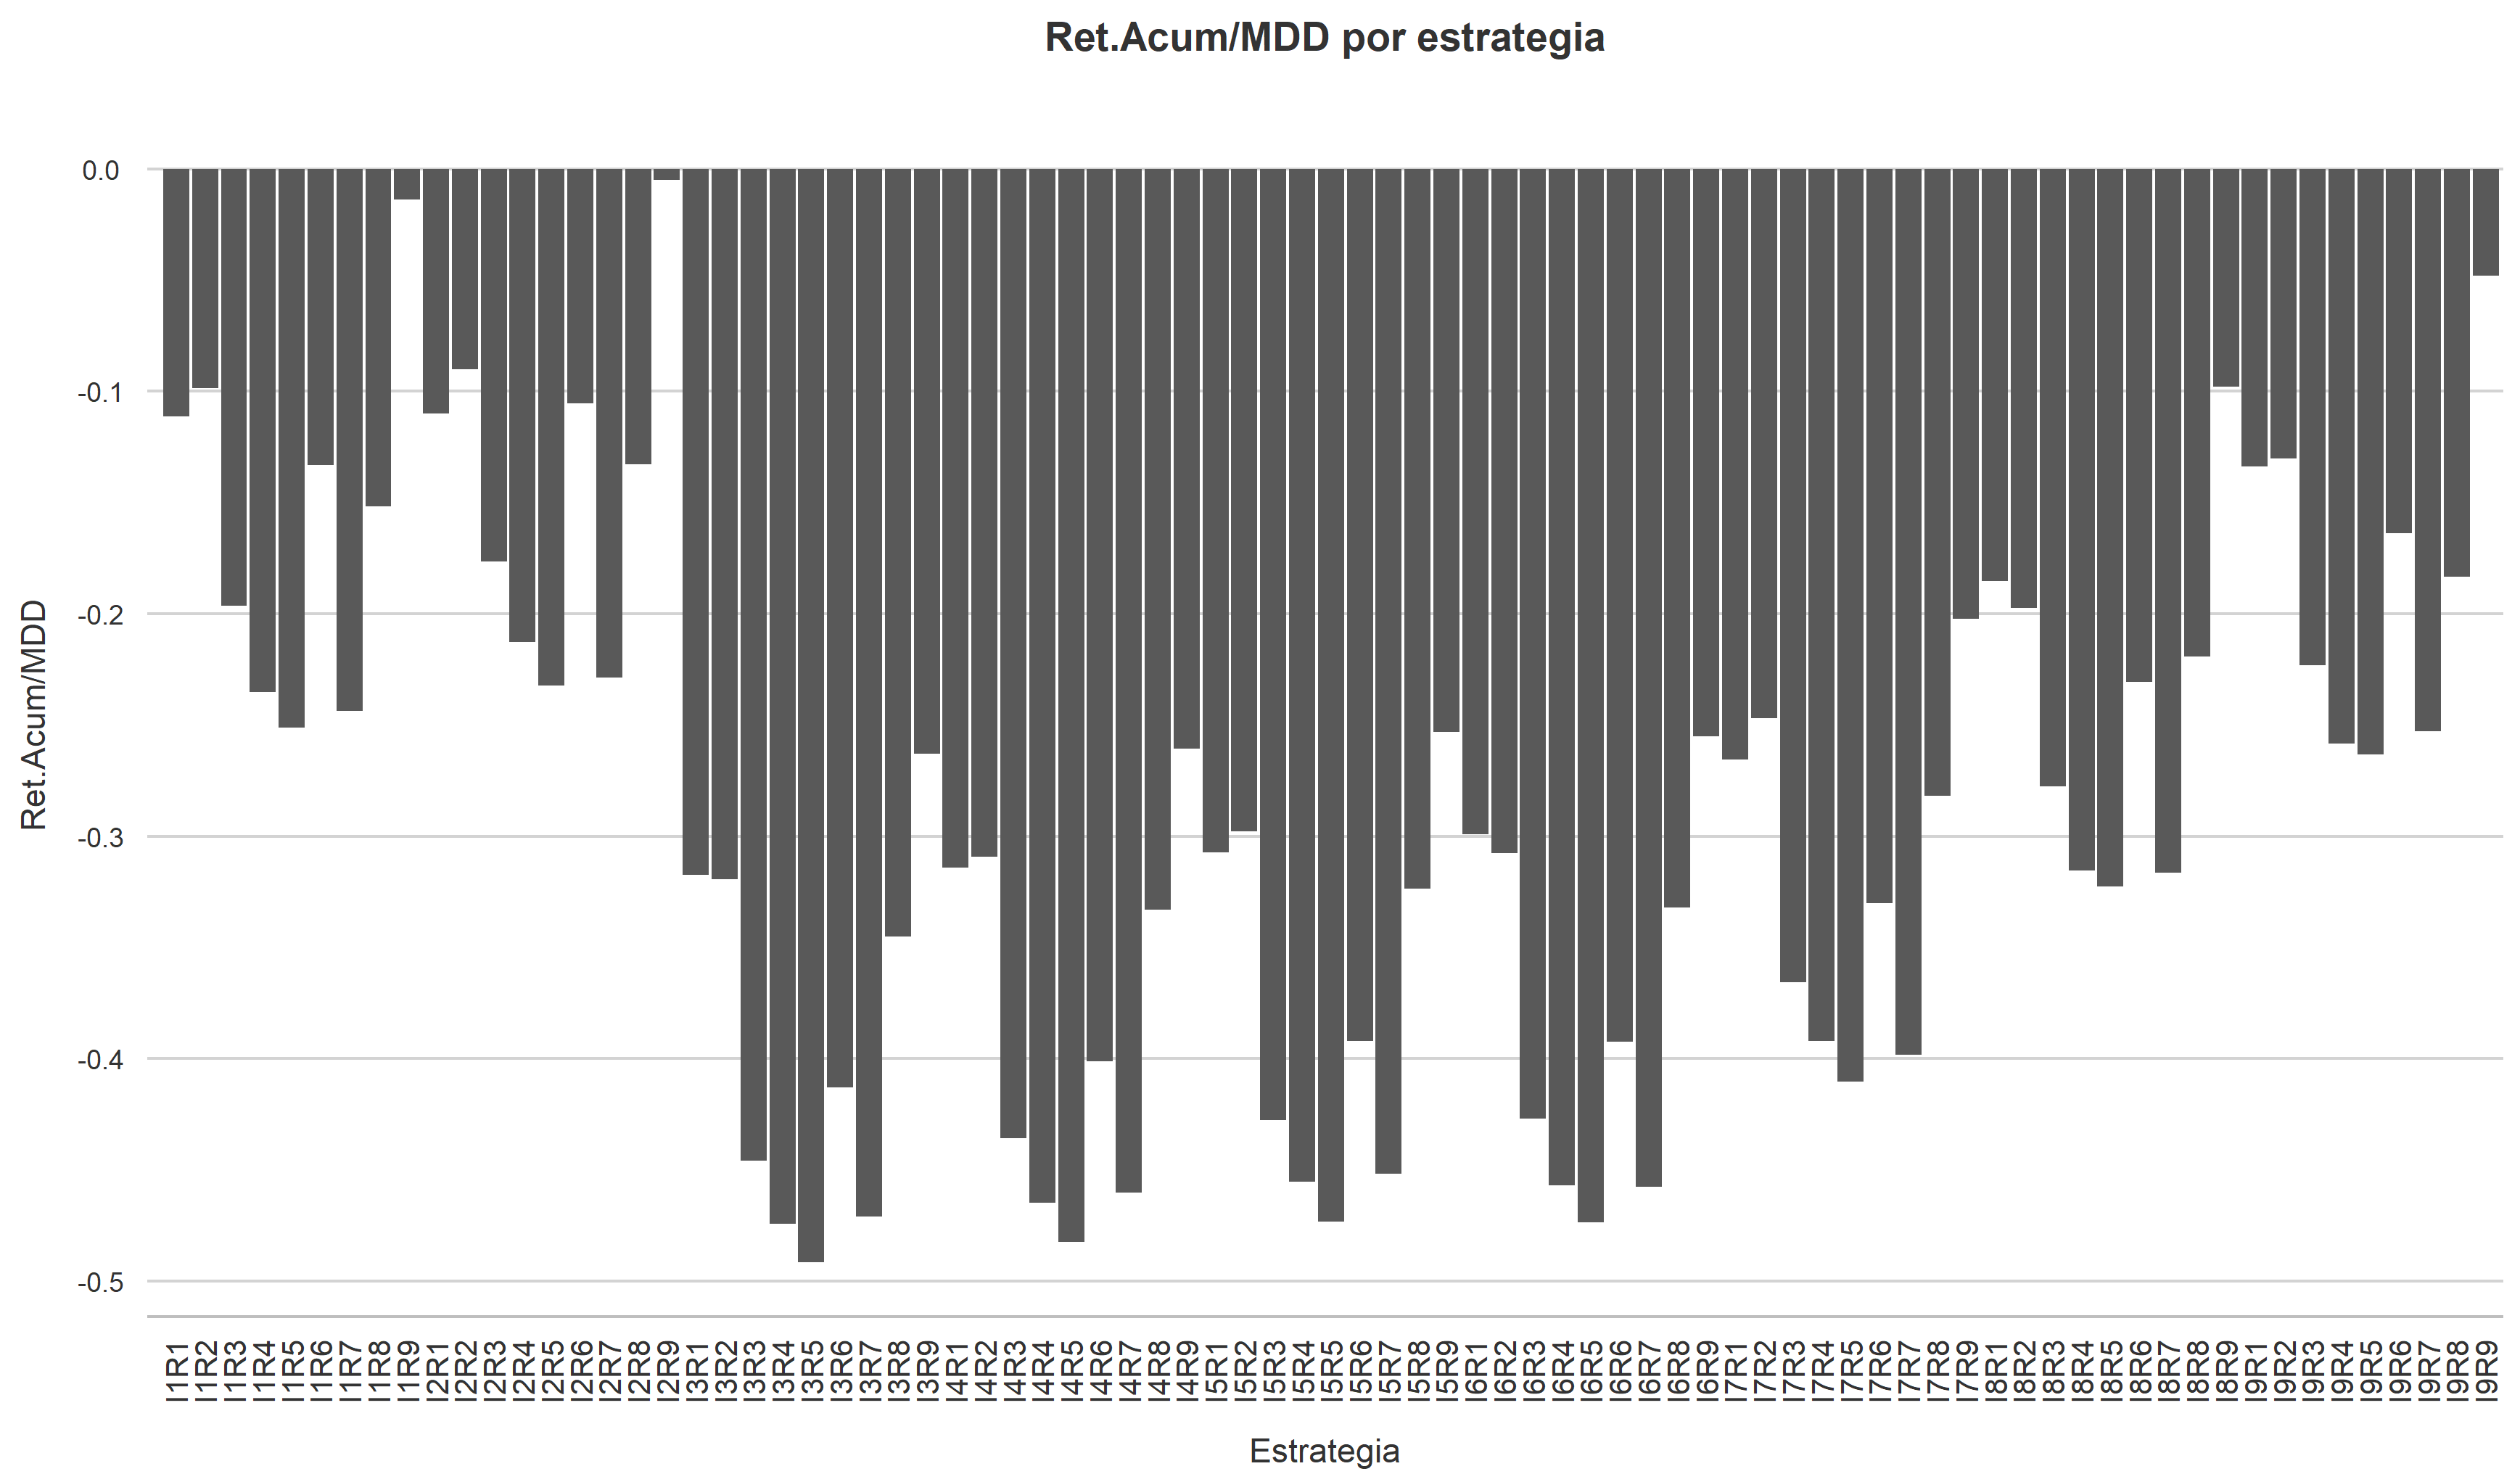 Ret.Acum/MDD por estrategia
Ret.Acum/MDD
0.0
-0.1
-0.2
-0.3
-0.4
-0.5
I1R1
I1R2
I1R3
I1R4
I1R5
I1R6
I1R7
I1R8
I1R9
I2R1
I2R2
I2R3
I2R4
I2R5
I2R6
I2R7
I2R8
I2R9
I3R1
I3R2
I3R3
I3R4
I3R5
I3R6
I3R7
I3R8
I3R9
I4R1
I4R2
I4R3
I4R4
I4R5
I4R6
I4R7
I4R8
I4R9
I5R1
I5R2
I5R3
I5R4
I5R5
I5R6
I5R7
I5R8
I5R9
I6R1
I6R2
I6R3
I6R4
I6R5
I6R6
I6R7
I6R8
I6R9
I7R1
I7R2
I7R3
I7R4
I7R5
I7R6
I7R7
I7R8
I7R9
I8R1
I8R2
I8R3
I8R4
I8R5
I8R6
I8R7
I8R8
I8R9
I9R1
I9R2
I9R3
I9R4
I9R5
I9R6
I9R7
I9R8
I9R9
Estrategia